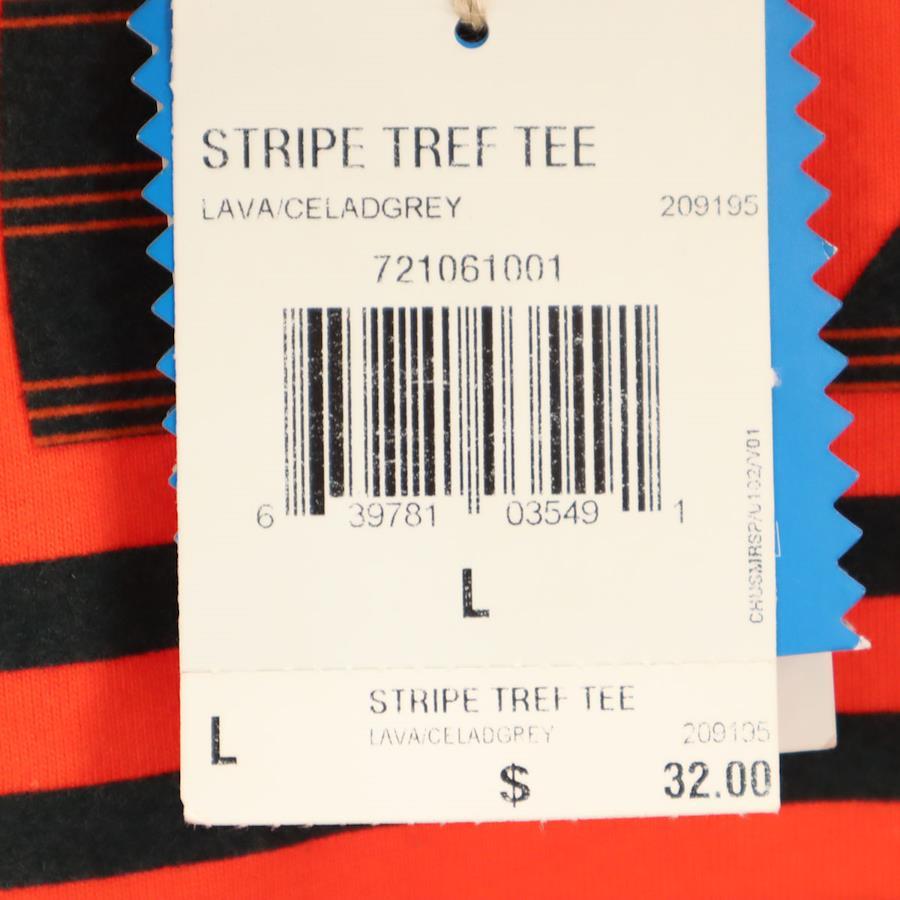 STRIPE TREF TEE
LAVA/CELADGREY 209195
721061001
6 39781 03549 1
L
CHUSMRSP/0102/V01
STRIPE TREF TEE
L LAVA/CELADGREY 209195
$ 32.00